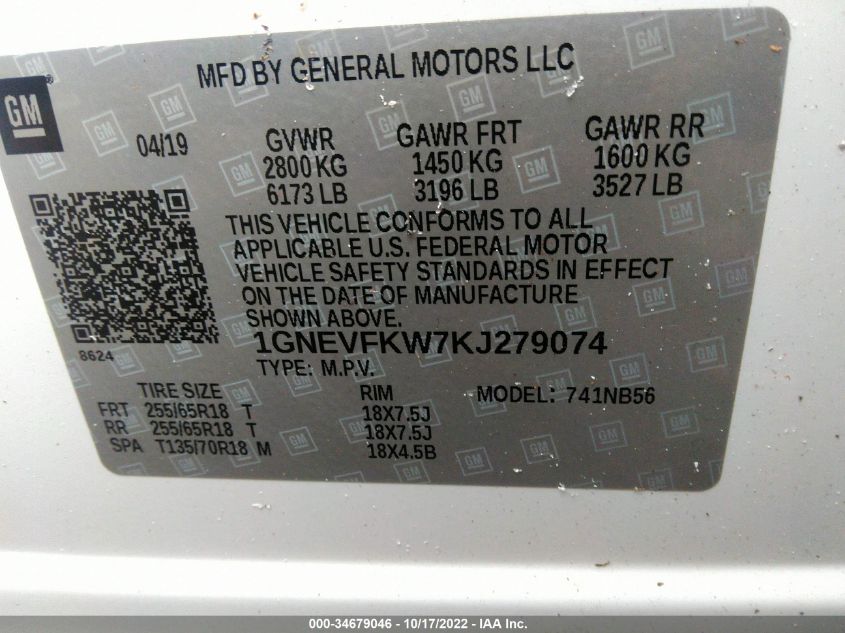 MFD BY GENERAL MOTORS LLC
GM
04/19 GVWR GAWR FRT GAWR RR
2800 KG 1450 KG 1600 KG
6173 LB 3196 LB 3527 LB
THIS VEHICLE CONFORMS TO ALL
APPLICABLE U.S. FEDERAL MOTOR
VEHICLE SAFETY STANDARDS IN EFFECT
ON THE DATE OF MANUFACTURE
SHOWN ABOVE.
8624
1GNEVFKW7KJ279074
TYPE: M.P.V.
TIRE SIZE RIM MODEL: 741NB56
FRT 255/65R18 T 18X7.5J
RR 255/65R18 T 18X7.5J
SPA T135/70R18 M 18X4.5B
000-34679046 - 10/17/2022 - IAA Inc.